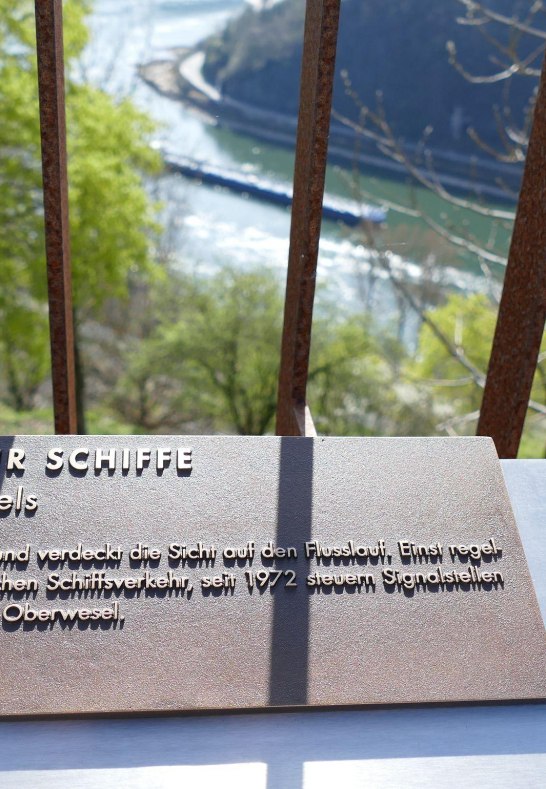 R SCHIFFE
els
und verdeckt die Sicht auf den Flusslauf. Einst regel-
chen Schiffsverkehr, seit 1972 steuern Signalstellen
Oberwesel.